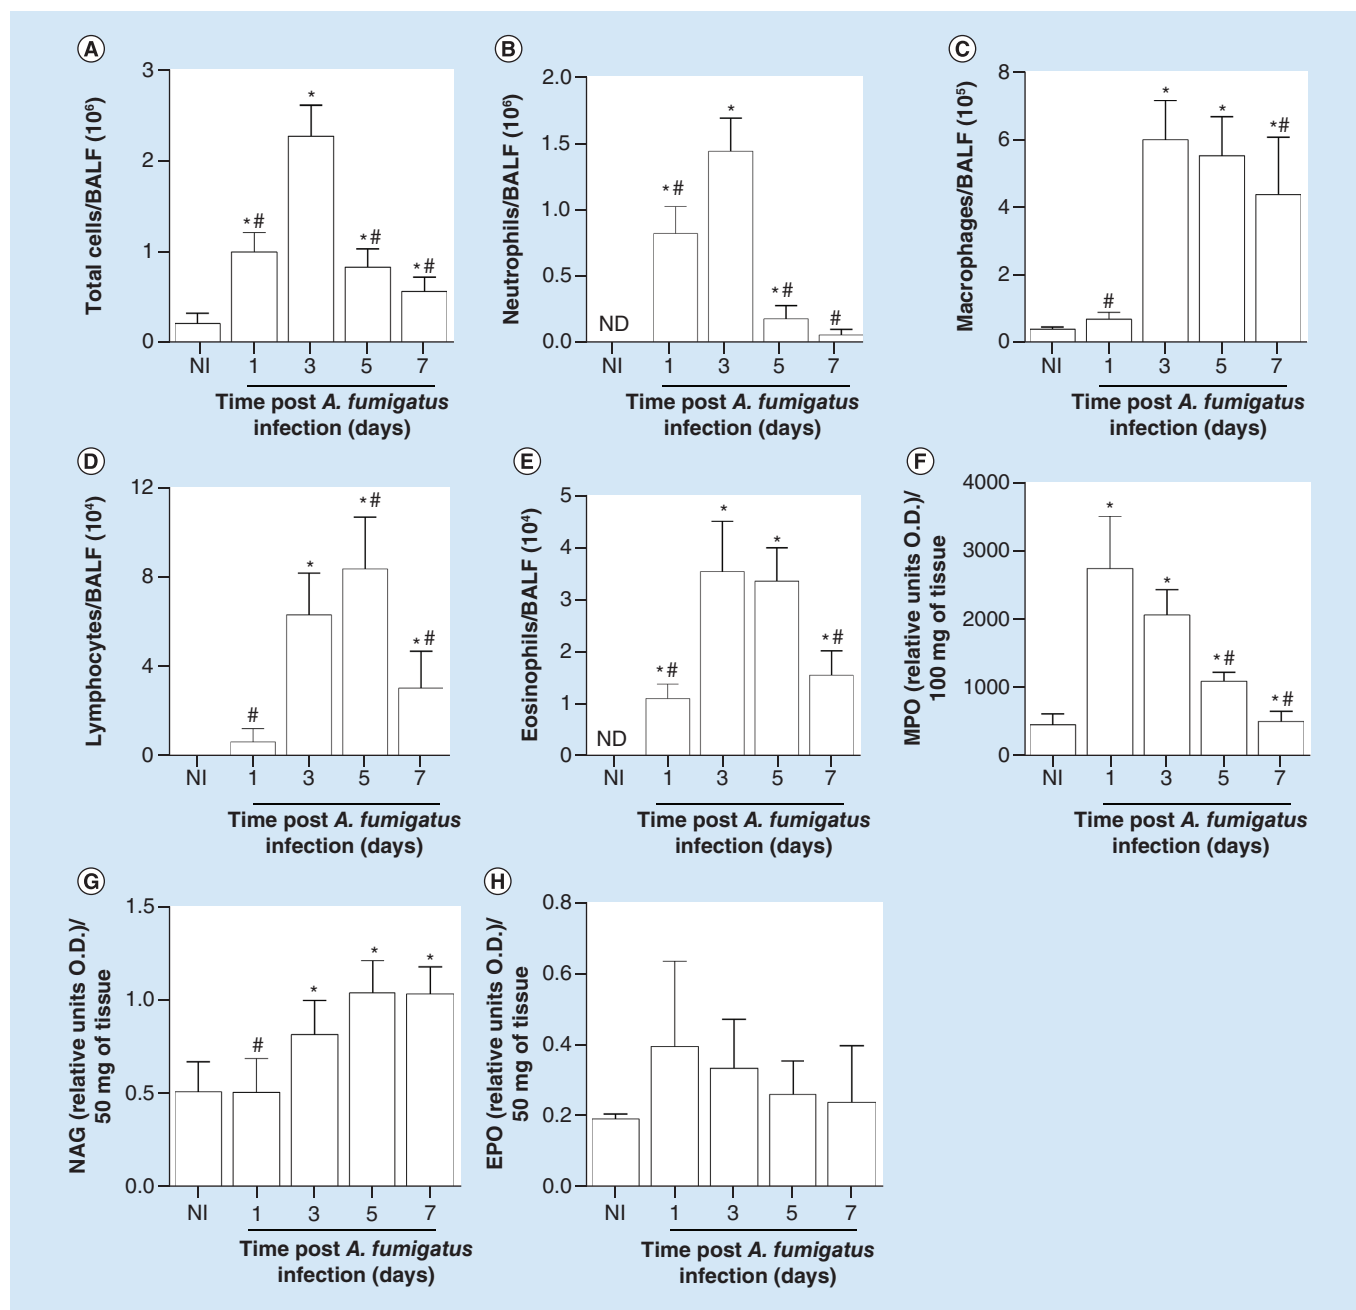 A
Total cells/BALF (10⁶)
3
2
1
0
* #
*
* #
* #
NI 1 3 5 7
Time post A. fumigatus
infection (days)
B
Neutrophils/BALF (10⁶)
2.0
1.5
1.0
0.5
0.0
ND
* #
*
* #
#
NI 1 3 5 7
Time post A. fumigatus
infection (days)
C
Macrophages/BALF (10⁵)
8
6
4
2
0
#
*
*
* #
NI 1 3 5 7
Time post A. fumigatus
infection (days)
D
Lymphocytes/BALF (10⁴)
12
8
4
0
#
*
* #
* #
NI 1 3 5 7
Time post A. fumigatus
infection (days)
E
Eosinophils/BALF (10⁴)
5
4
3
2
1
0
ND
* #
*
*
* #
NI 1 3 5 7
Time post A. fumigatus
infection (days)
F
MPO (relative units O.D.)/
100 mg of tissue
4000
3000
2000
1000
0
*
*
* #
* #
NI 1 3 5 7
Time post A. fumigatus
infection (days)
G
NAG (relative units O.D.)/
50 mg of tissue
1.5
1.0
0.5
0.0
#
*
*
*
NI 1 3 5 7
Time post A. fumigatus
infection (days)
H
EPO (relative units O.D.)/
50 mg of tissue
0.8
0.6
0.4
0.2
0.0
NI 1 3 5 7
Time post A. fumigatus
infection (days)